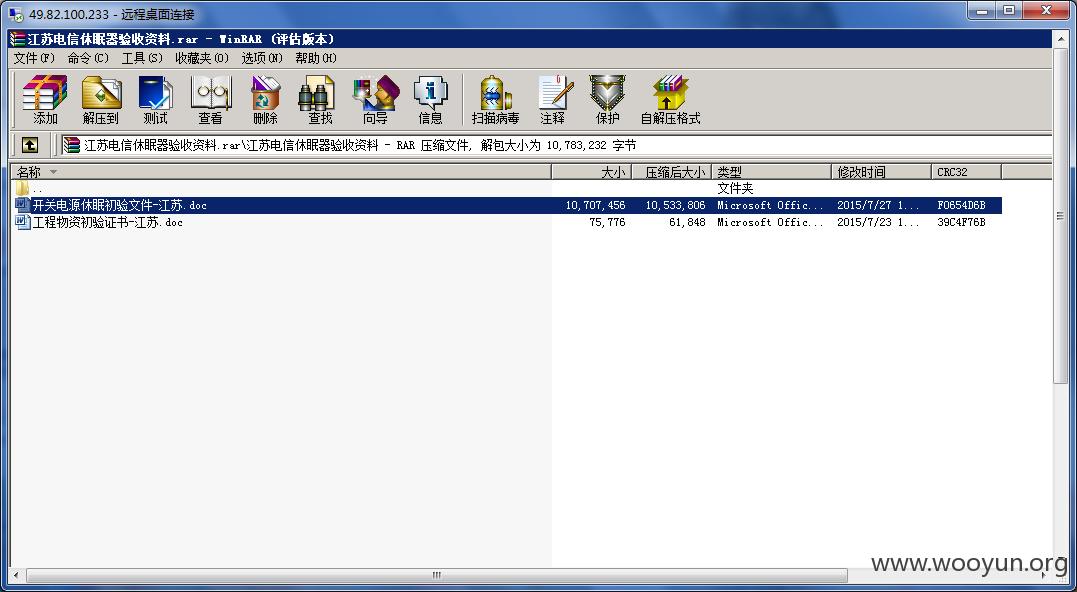 49.82.100.233 - 远程桌面连接
江苏电信休眠器验收资料.rar - WinRAR (评估版本)
文件(F) 命令(C) 工具(S) 收藏夹(O) 选项(N) 帮助(H)
添加 解压到 测试 查看 删除 查找 向导 信息 扫描病毒 注释 保护 自解压格式
江苏电信休眠器验收资料.rar\江苏电信休眠器验收资料 - RAR 压缩文件, 解包大小为 10,783,232 字节
名称 大小 压缩后大小 类型 修改时间 CRC32
.. 文件夹
开关电源休眠初验文件-江苏.doc 10,707,456 10,533,806 Microsoft Offic... 2015/7/27 1... F0654D6B
工程物资初验证书-江苏.doc 75,776 61,848 Microsoft Offic... 2015/7/23 1... 39C4F76B
www.wooyun.org